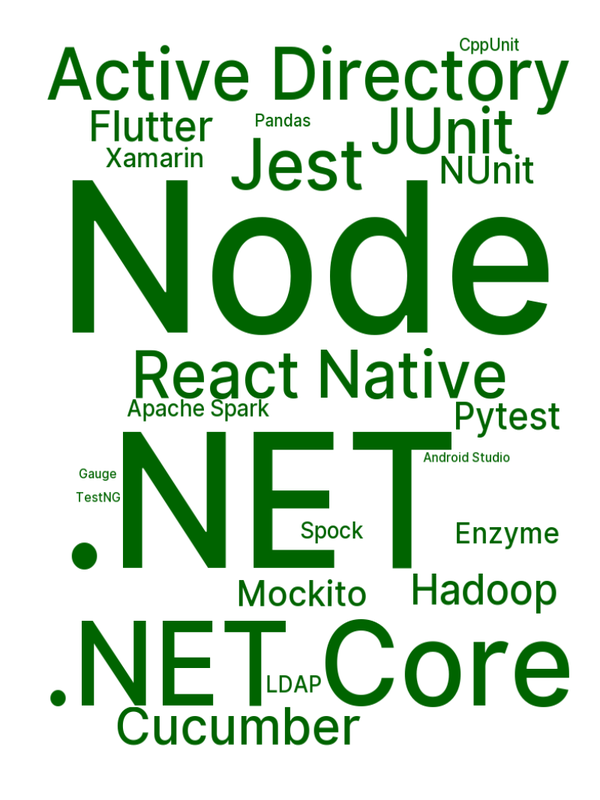 CppUnit
Active Directory
Flutter
Pandas
JUnit
Xamarin
Jest
NUnit
Node
React Native
Apache Spark
Pytest
.NET
Android Studio
Gauge
TestNG
Spock
Enzyme
Mockito
Hadoop
.NET Core
LDAP
Cucumber